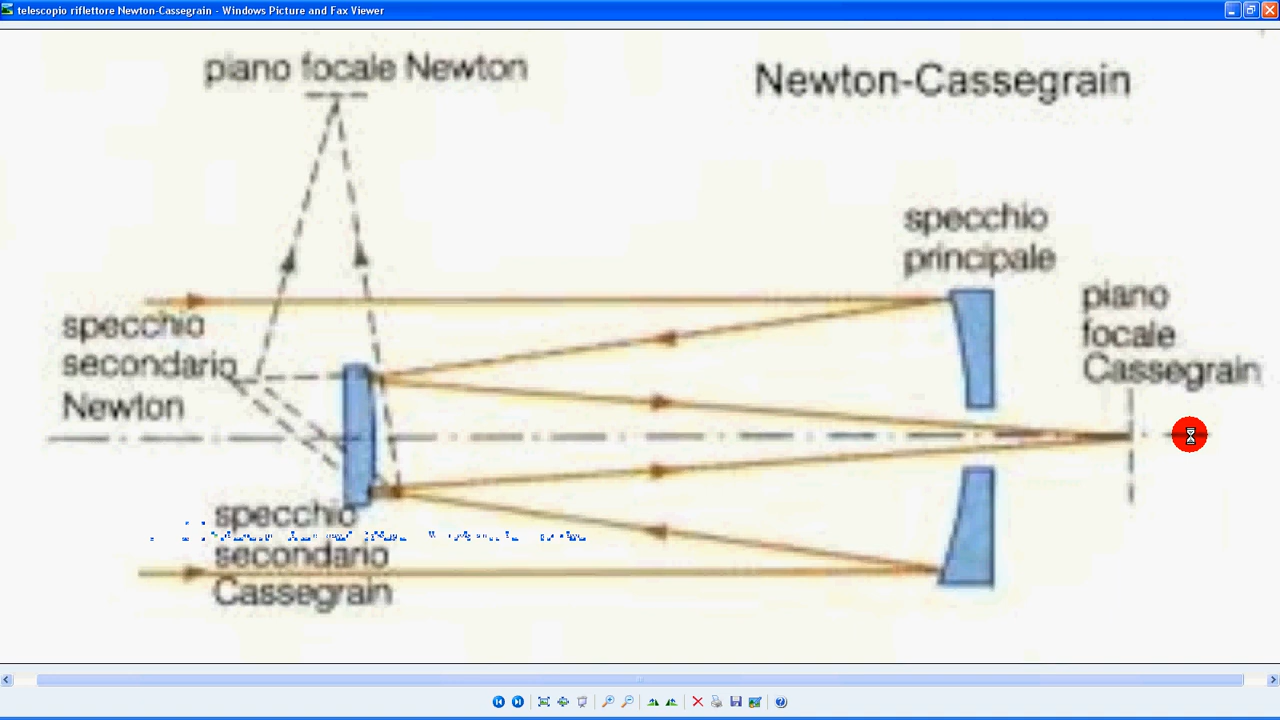 telescopio riflettore Newton-Cassegrain - Windows Picture and Fax Viewer
piano focale Newton
Newton-Cassegrain
specchio
principale
piano
focale
Cassegrain
specchio
secondario
Newton
specchio
secondario
Cassegrain